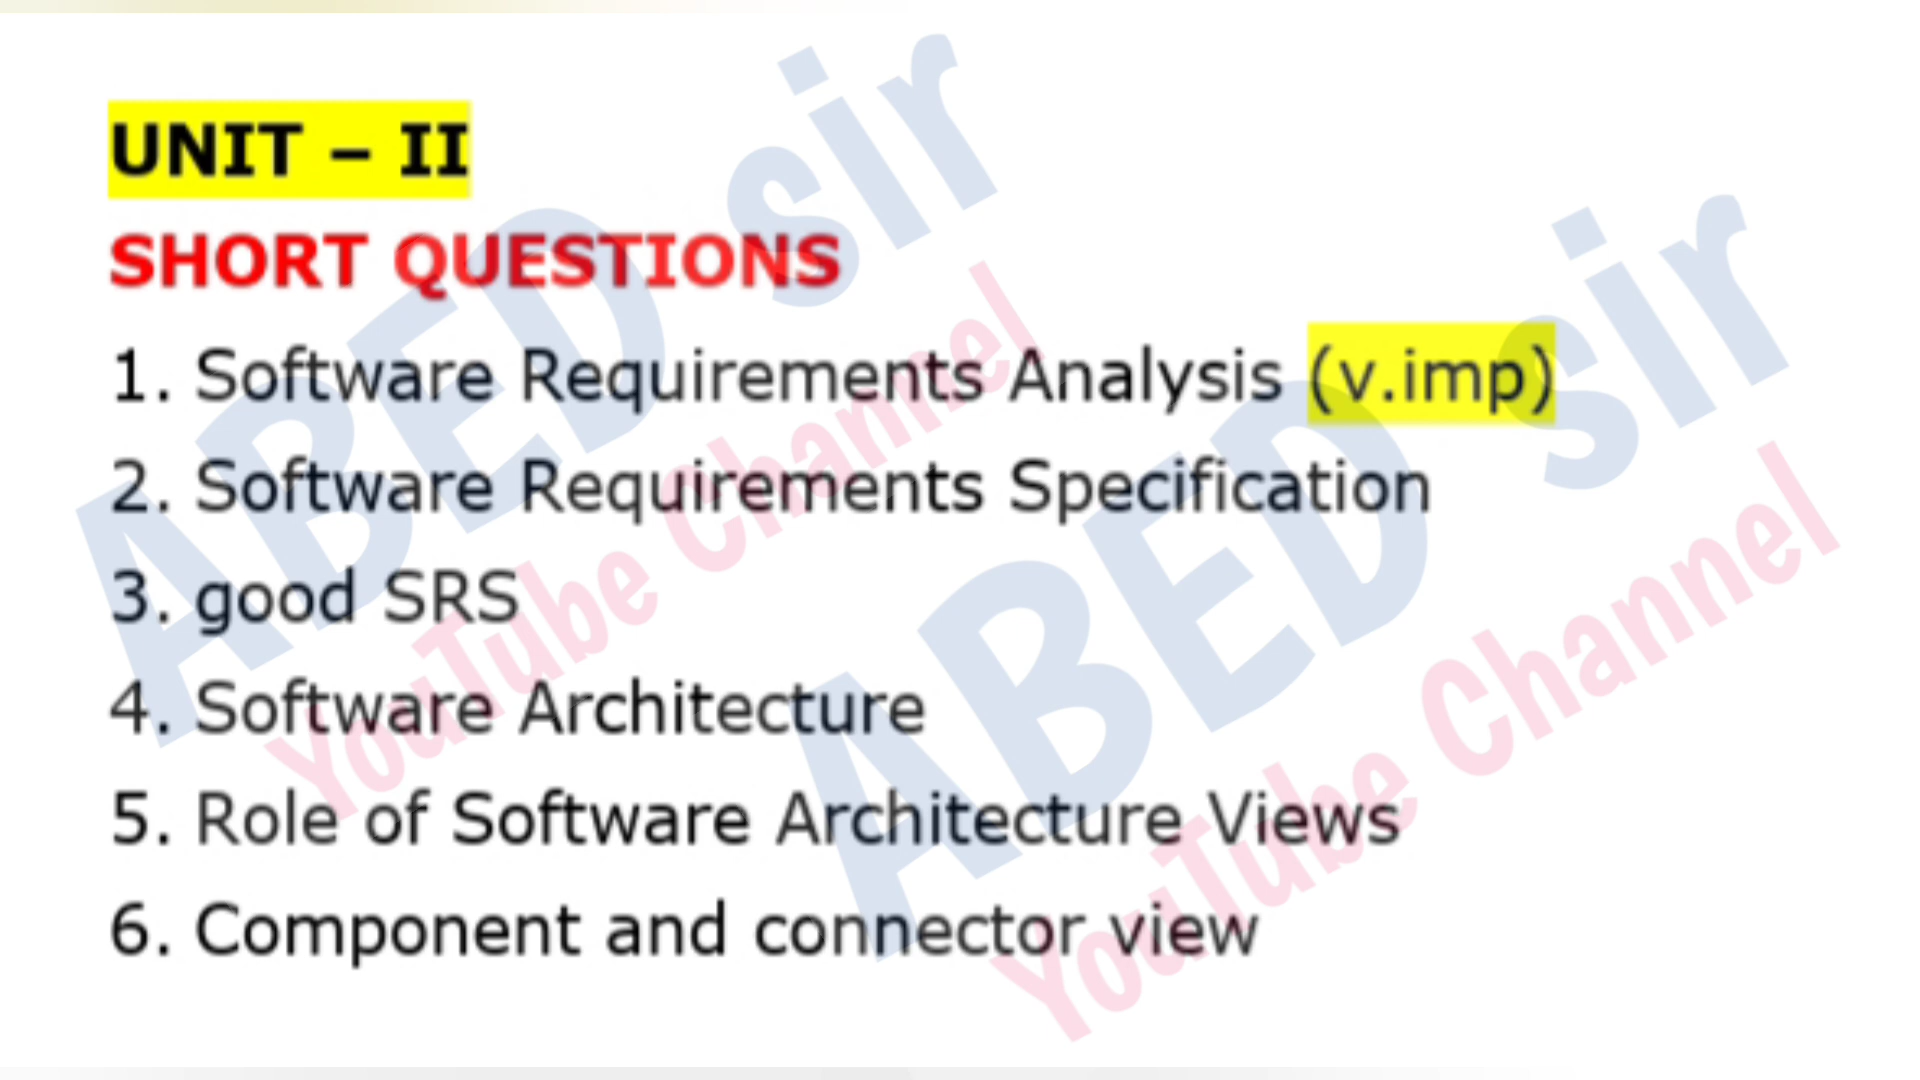 UNIT – II
SHORT QUESTIONS
1. Software Requirements Analysis (v.imp)
2. Software Requirements Specification
3. good SRS
4. Software Architecture
5. Role of Software Architecture Views
6. Component and connector view
ABED sir
YouTube Channel
ABED sir
YouTube Channel